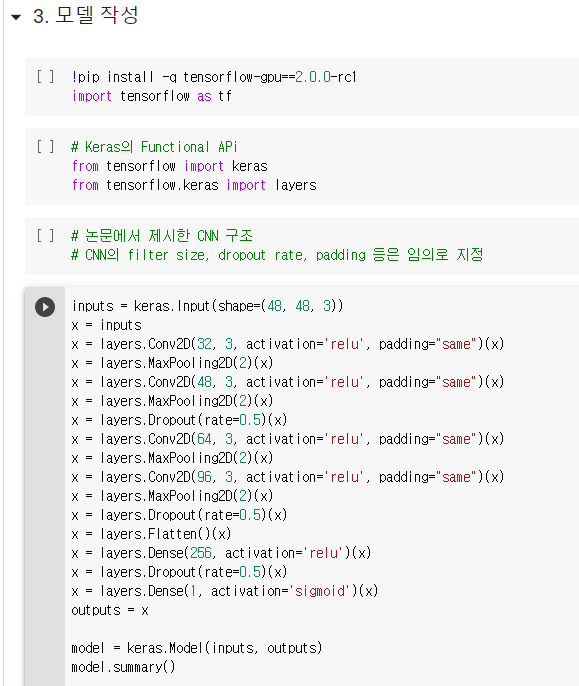 3. 모델 작성
[ ] !pip install -q tensorflow-gpu==2.0.0-rc1
import tensorflow as tf
[ ] # Keras의 Functional APi
from tensorflow import keras
from tensorflow.keras import layers
[ ] # 논문에서 제시한 CNN 구조
# CNN의 filter size, dropout rate, padding 등은 임의로 지정
inputs = keras.Input(shape=(48, 48, 3))
x = inputs
x = layers.Conv2D(32, 3, activation='relu', padding="same")(x)
x = layers.MaxPooling2D(2)(x)
x = layers.Conv2D(48, 3, activation='relu', padding="same")(x)
x = layers.MaxPooling2D(2)(x)
x = layers.Dropout(rate=0.5)(x)
x = layers.Conv2D(64, 3, activation='relu', padding="same")(x)
x = layers.MaxPooling2D(2)(x)
x = layers.Conv2D(96, 3, activation='relu', padding="same")(x)
x = layers.MaxPooling2D(2)(x)
x = layers.Dropout(rate=0.5)(x)
x = layers.Flatten()(x)
x = layers.Dense(256, activation='relu')(x)
x = layers.Dropout(rate=0.5)(x)
x = layers.Dense(1, activation='sigmoid')(x)
outputs = x
model = keras.Model(inputs, outputs)
model.summary()